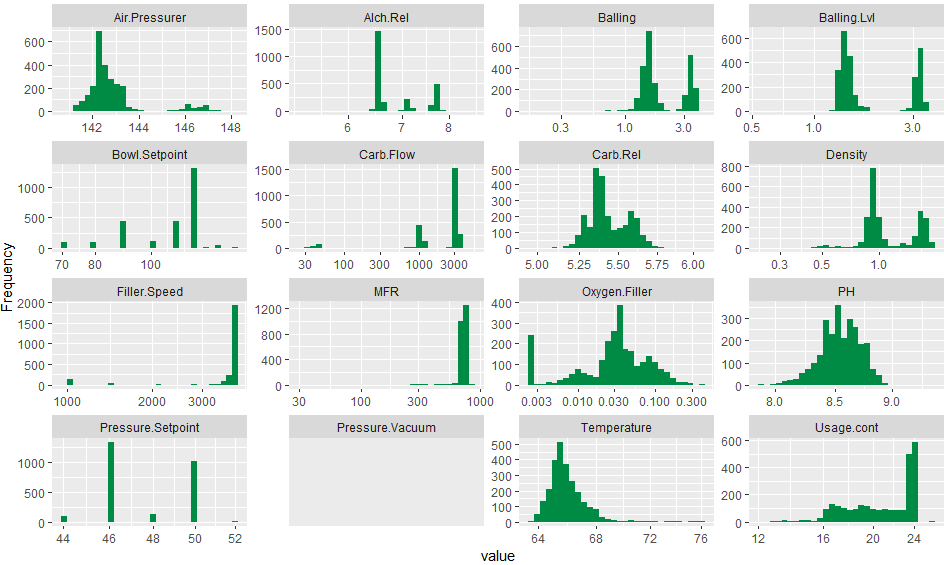 Air.Pressurer Alch.Rel Balling Balling.Lvl
600 400 200 0 1500 1000 500 0 600 400 200 0 600 400 200 0
142 144 146 148 6 7 8 0.3 1.0 3.0 0.5 1.0 3.0
Bowl.Setpoint Carb.Flow Carb.Rel Density
1000 500 0 1500 1000 500 0 500 400 300 200 100 0 800 600 400 200 0
70 80 100 30 100 300 1000 3000 5.00 5.25 5.50 5.75 6.00 0.3 0.5 1.0
Frequency
Filler.Speed MFR Oxygen.Filler PH
2000 1500 1000 500 0 1200 800 400 0 400 300 200 100 0 300 200 100 0
1000 2000 3000 30 100 300 1000 0.003 0.010 0.030 0.100 0.300 8.0 8.5 9.0
Pressure.Setpoint Pressure.Vacuum Temperature Usage.cont
1000 500 0 500 400 300 200 100 0 600 400 200 0
44 46 48 50 52 64 68 72 76 12 16 20 24
value